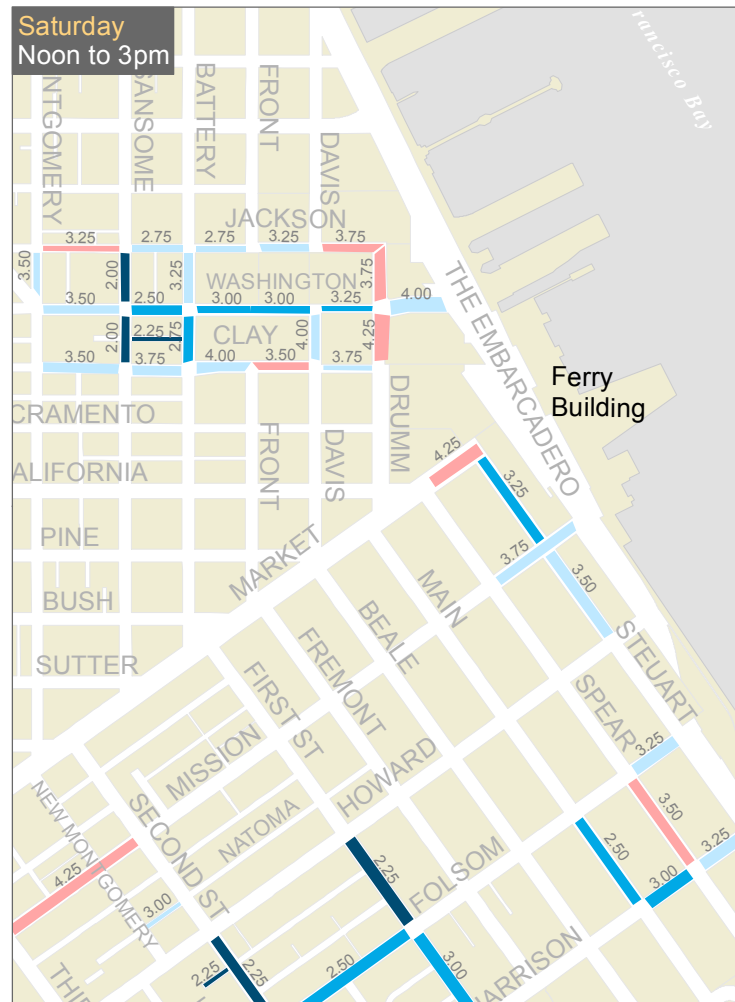 Saturday
Noon to 3pm
rancisco Bay
NTGOMERY
SANSOME
BATTERY
FRONT
DAVIS
JACKSON
3.25
2.75
2.75
3.25
3.75
3.50
2.00
3.25
WASHINGTON
3.75
THE EMBARCADERO
4.00
3.50
2.50
3.00
3.00
3.25
2.00
2.25
2.75
CLAY
4.00
4.25
3.50
3.75
4.00
3.50
3.75
Ferry
Building
CRAMENTO
FRONT
DAVIS
DRUMM
ALIFORNIA
4.25
3.25
PINE
MARKET
3.75
3.50
BUSH
MAIN
BEALE
STEUART
SUTTER
FIRST ST
FREMONT
SPEAR
MISSION
3.25
HOWARD
NEW MONTGOMERY
SECOND ST
NATOMA
3.50
4.25
2.25
FOLSOM
2.50
3.25
3.00
3.00
HARRISON
THI
2.25
2.25
2.50
3.00